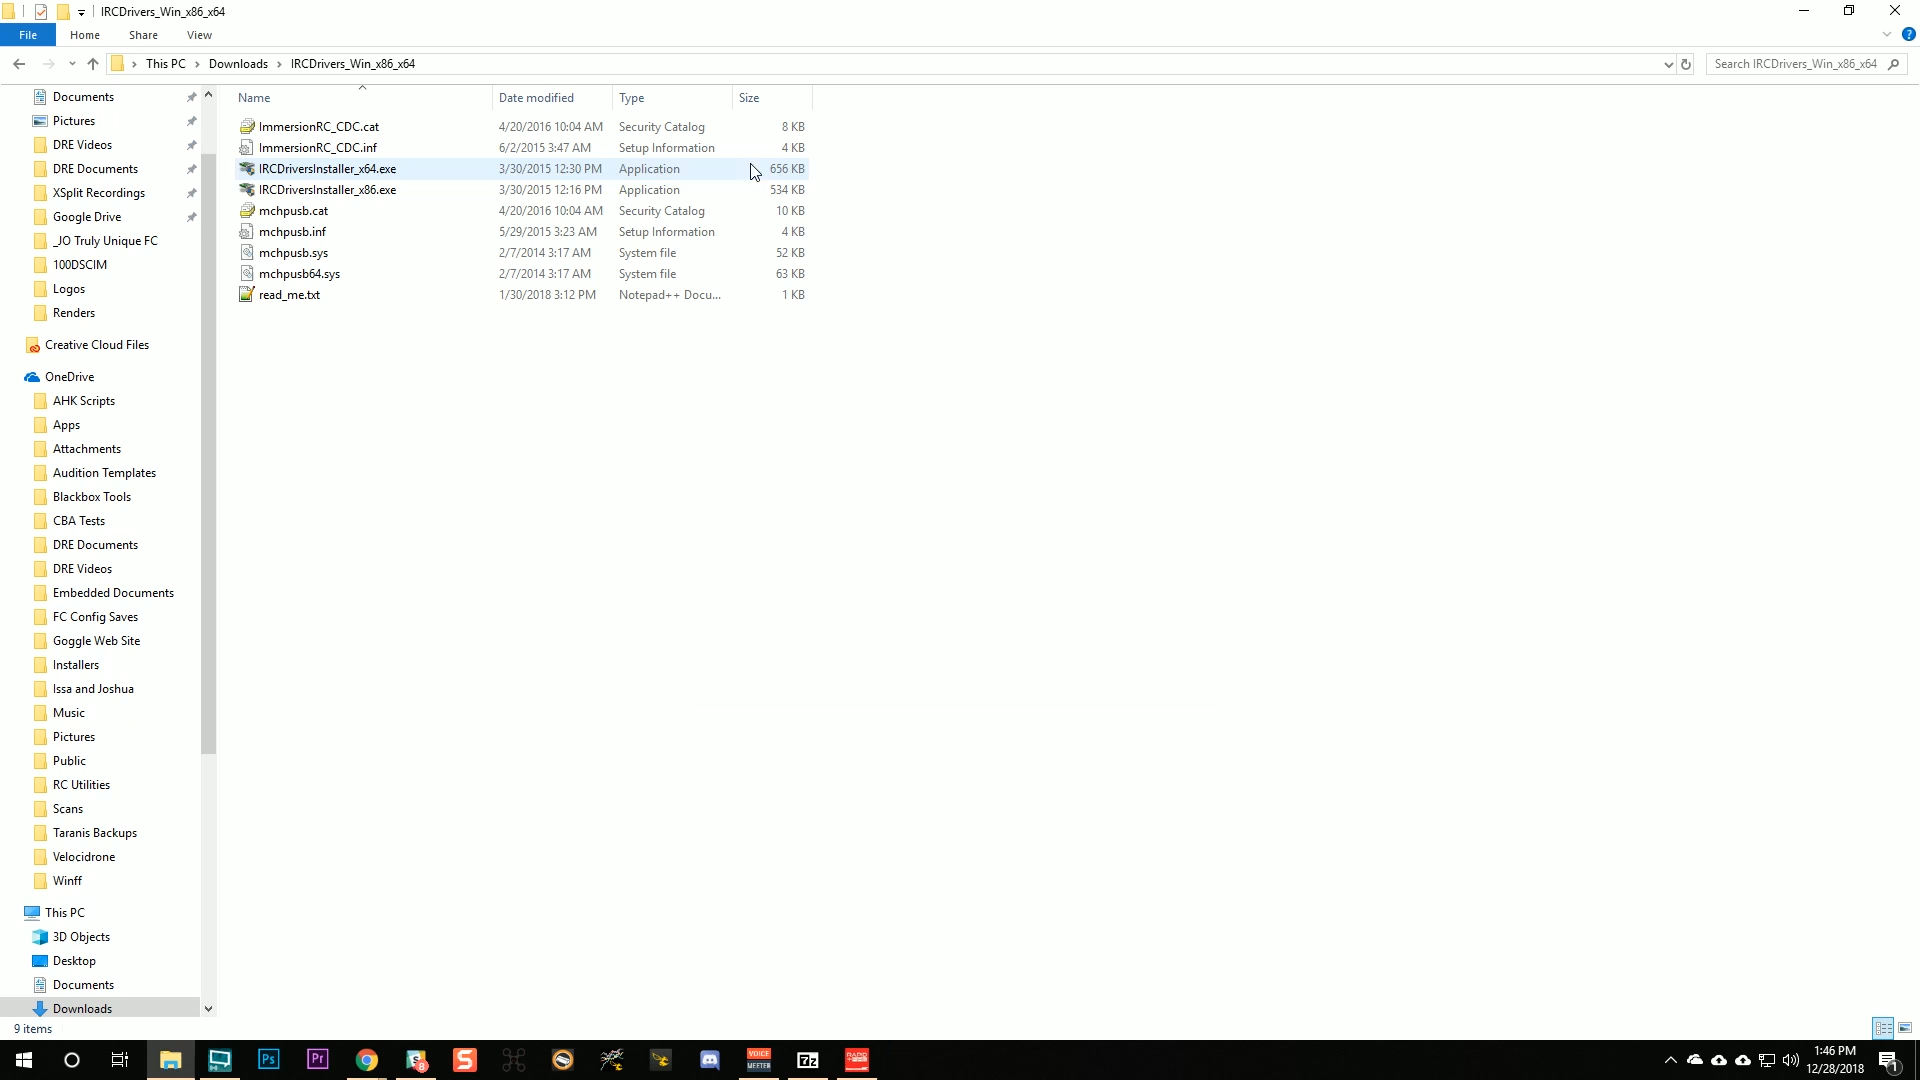 IRCDrivers_Win_x86_x64
File Home Share View
This PC Downloads IRCDrivers_Win_x86_x64
Search IRCDrivers_Win_x86_x64
Name Date modified Type Size
ImmersionRC_CDC.cat 4/20/2016 10:04 AM Security Catalog 8 KB
ImmersionRC_CDC.inf 6/2/2015 3:47 AM Setup Information 4 KB
IRCDriversInstaller_x64.exe 3/30/2015 12:30 PM Application 656 KB
IRCDriversInstaller_x86.exe 3/30/2015 12:16 PM Application 534 KB
mchpusb.cat 4/20/2016 10:04 AM Security Catalog 10 KB
mchpusb.inf 5/29/2015 3:23 AM Setup Information 4 KB
mchpusb.sys 2/7/2014 3:17 AM System file 52 KB
mchpusb64.sys 2/7/2014 3:17 AM System file 63 KB
read_me.txt 1/30/2018 3:12 PM Notepad++ Docu... 1 KB
Documents
Pictures
DRE Videos
DRE Documents
XSplit Recordings
Google Drive
_JO Truly Unique FC
100DSCIM
Logos
Renders
Creative Cloud Files
OneDrive
AHK Scripts
Apps
Attachments
Audition Templates
Blackbox Tools
CBA Tests
DRE Documents
DRE Videos
Embedded Documents
FC Config Saves
Goggle Web Site
Installers
Issa and Joshua
Music
Pictures
Public
RC Utilities
Scans
Taranis Backups
Velocidrone
Winff
This PC
3D Objects
Desktop
Documents
Downloads
9 items
Ps
Pr
8
S
VOICE
MEETER
7z
RAPID
1:46 PM
12/28/2018
1